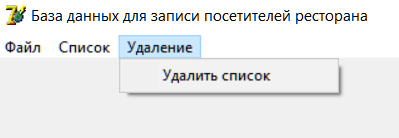 База данных для записи посетителей ресторана
Файл Список Удаление
Удалить список